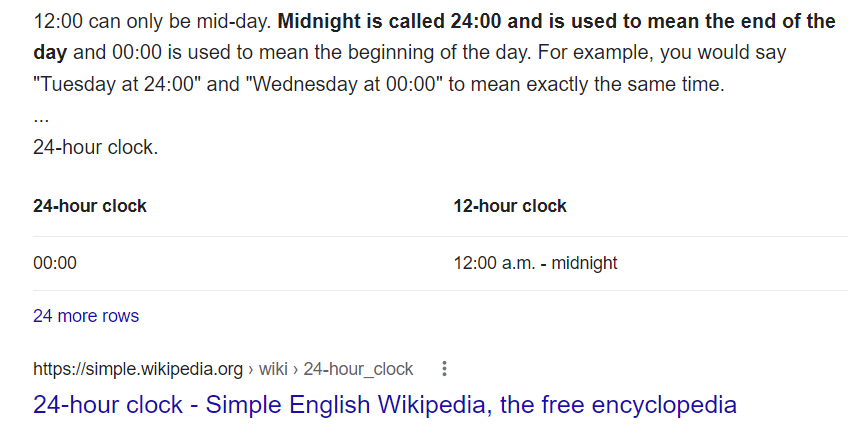 12:00 can only be mid-day. Midnight is called 24:00 and is used to mean the end of the
day and 00:00 is used to mean the beginning of the day. For example, you would say
"Tuesday at 24:00" and "Wednesday at 00:00" to mean exactly the same time.
...
24-hour clock.
24-hour clock 12-hour clock
00:00 12:00 a.m. - midnight
24 more rows
https://simple.wikipedia.org › wiki › 24-hour_clock
24-hour clock - Simple English Wikipedia, the free encyclopedia